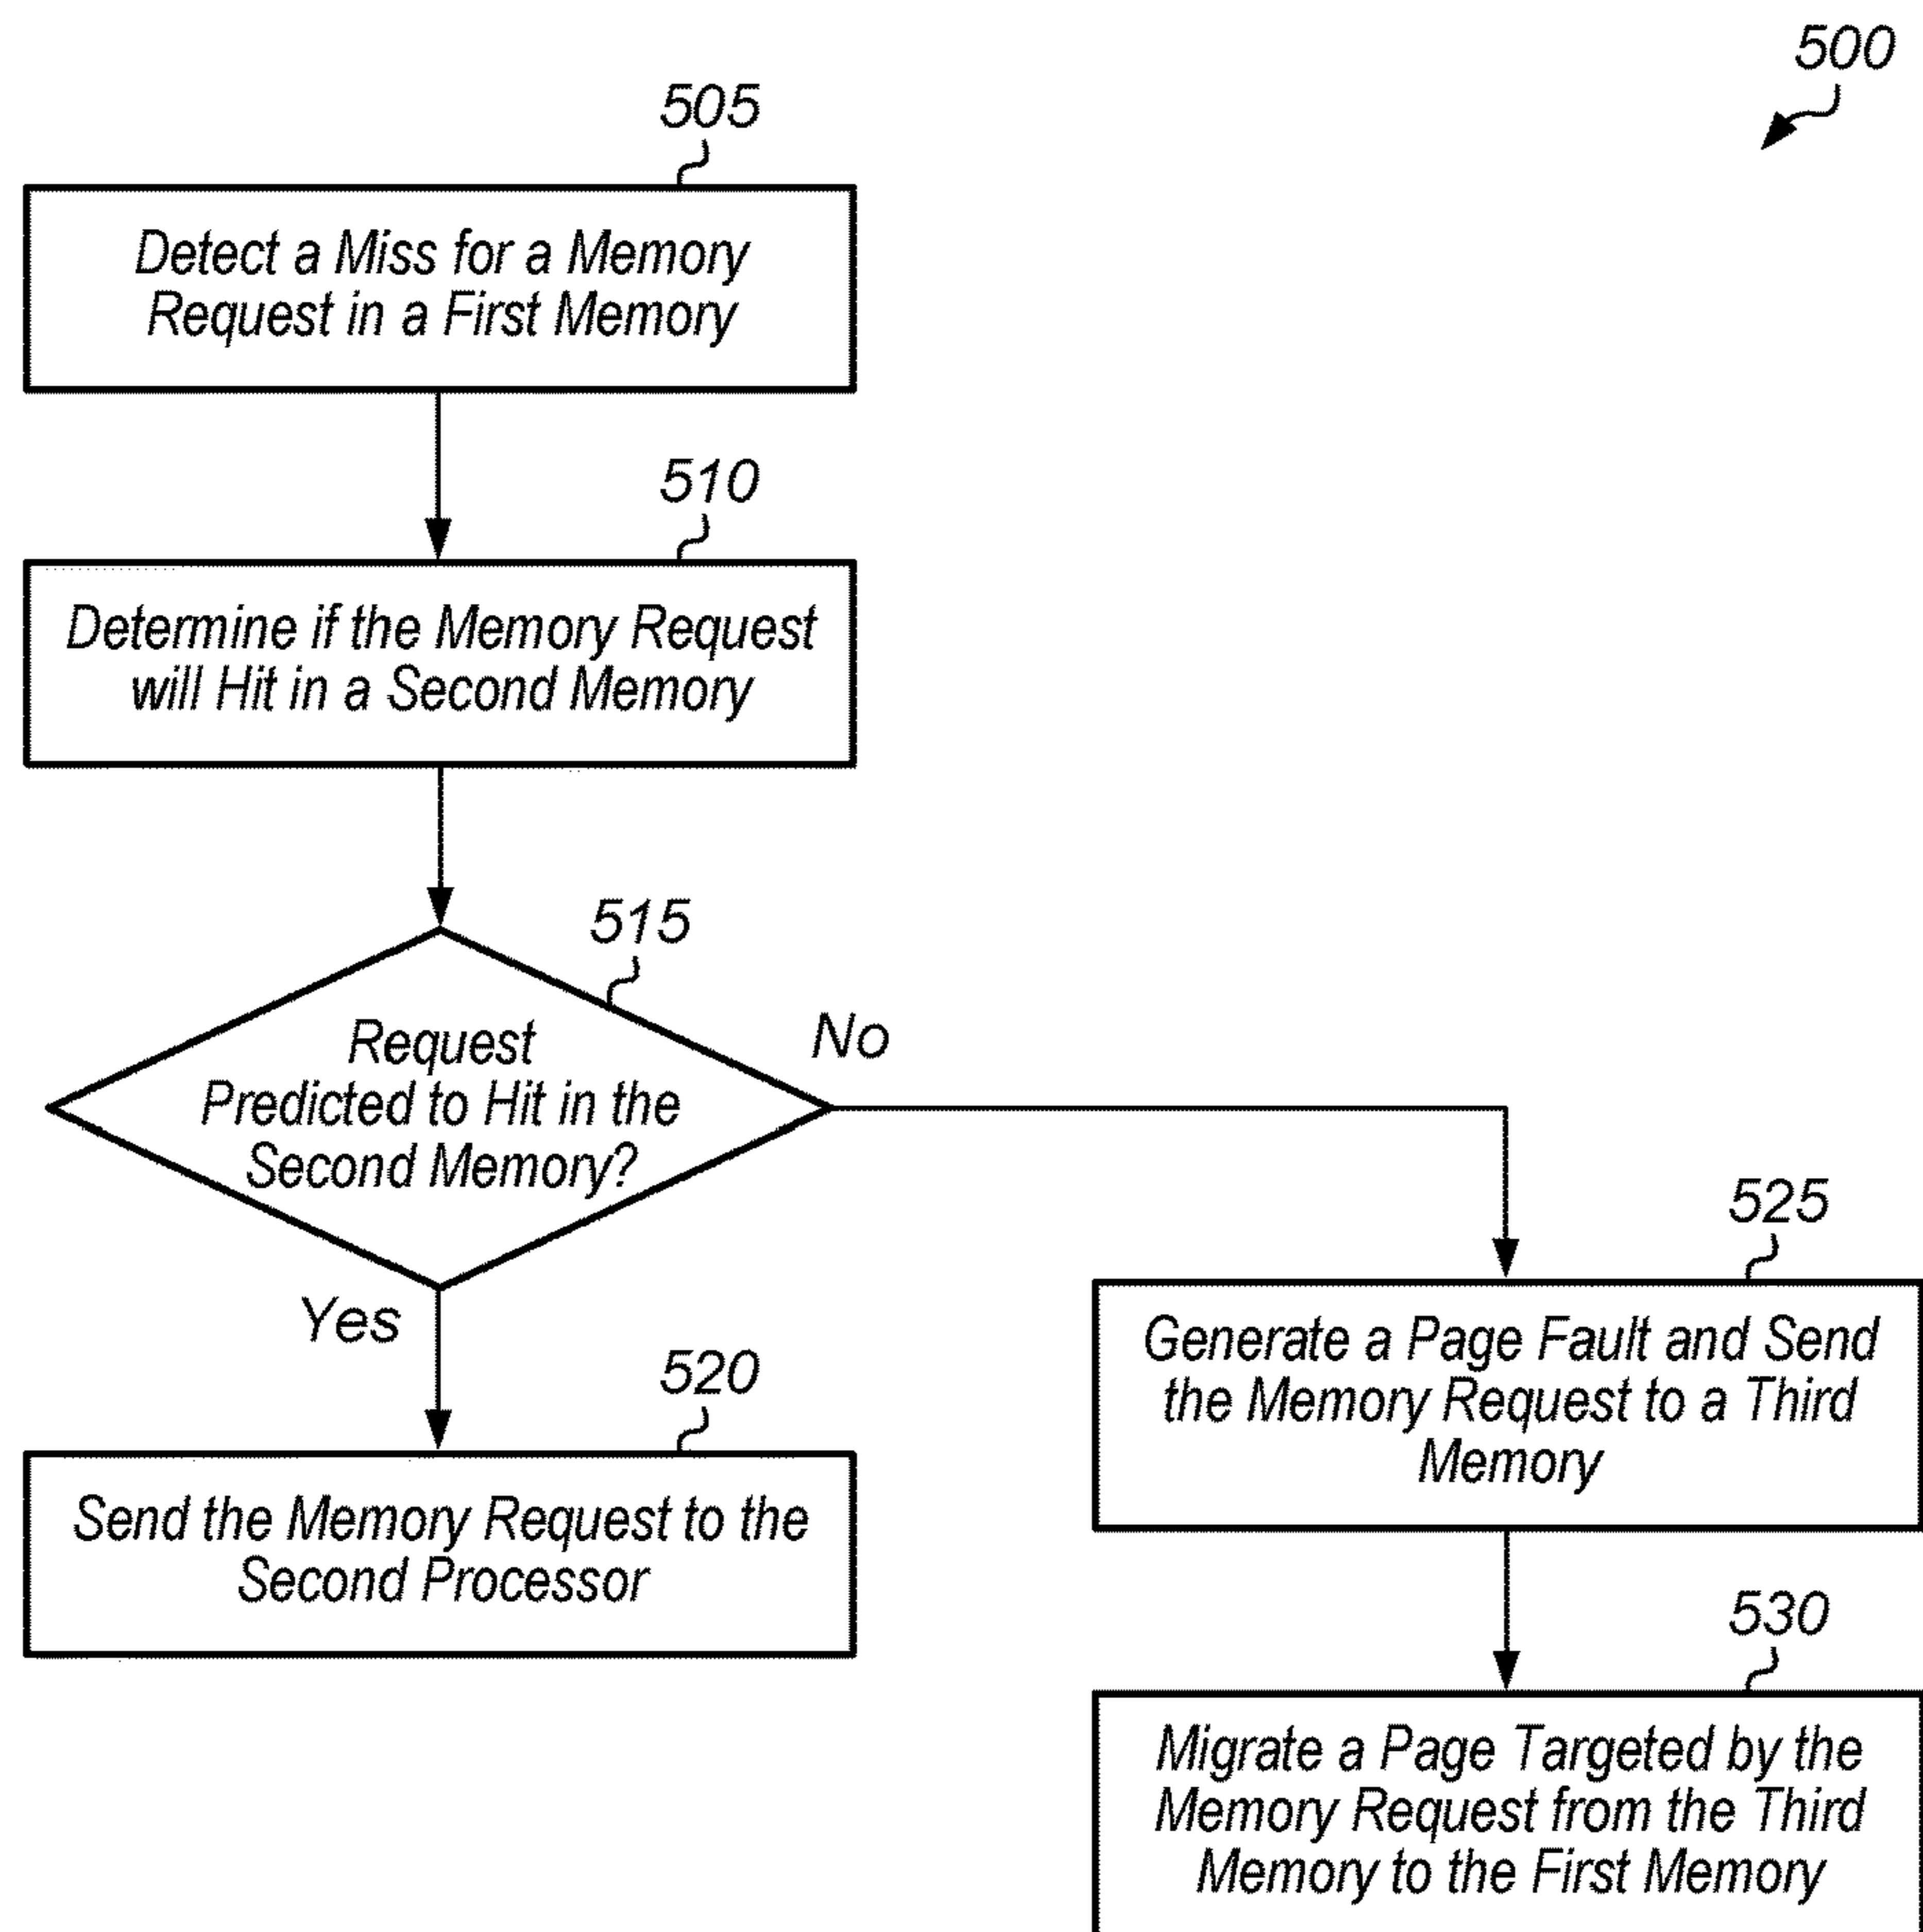 500
505
Detect a Miss for a Memory
Request in a First Memory
510
Determine if the Memory Request
will Hit in a Second Memory
515
Request
Predicted to Hit in the
Second Memory?
No
Yes
520
Send the Memory Request to the
Second Processor
525
Generate a Page Fault and Send
the Memory Request to a Third
Memory
530
Migrate a Page Targeted by the
Memory Request from the Third
Memory to the First Memory